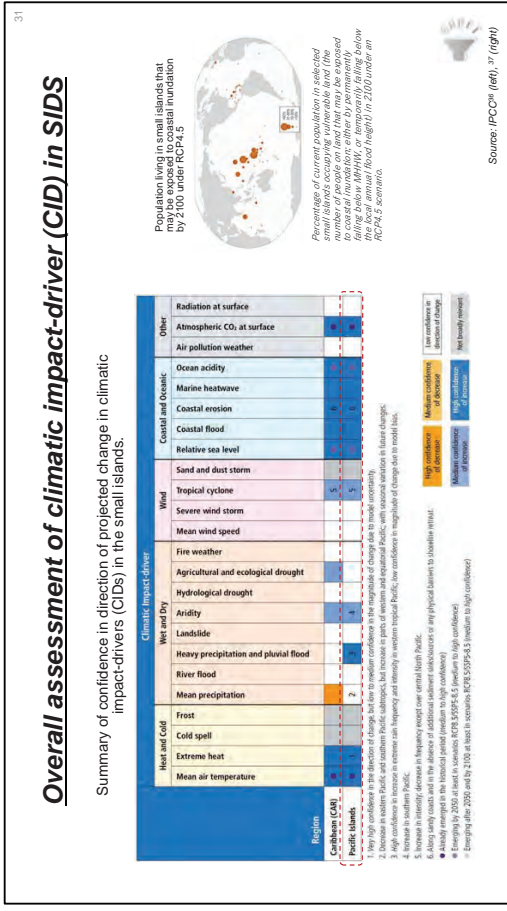 31
Overall assessment of climatic impact-driver (CID) in SIDS
Summary of confidence in direction of projected change in climatic
impact-drivers (CIDs) in the small islands.
Climatic Impact-driver
Heat and Cold
Wet and Dry
Wind
Coastal and Oceanic
Other
Region
Mean air temperature
Extreme heat
Cold spell
Frost
Mean precipitation
River flood
Heavy precipitation and pluvial flood
Landslide
Aridity
Hydrological drought
Agricultural and ecological drought
Fire weather
Mean wind speed
Severe wind storm
Tropical cyclone
Sand and dust storm
Relative sea level
Coastal flood
Coastal erosion
Marine heatwave
Ocean acidity
Air pollution weather
Atmospheric CO₂ at surface
Radiation at surface
Caribbean (CAR)
5
6
Pacific Islands
1
2
3
4
5
6
1. Very high confidence in the direction of change, but low to medium confidence in the magnitude of change due to model uncertainty.
2. Decrease in eastern Pacific and southern Pacific subtropics, but increase in parts of western and equatorial Pacific; with seasonal variation in future changes.
3. High confidence in increase in extreme rain frequency and intensity in western tropical Pacific; low confidence in magnitude of change due to model bias.
4. Increase in southern Pacific.
5. Increase in intensity; decrease in frequency except over central North Pacific.
6. Along sandy coasts and in the absence of additional sediment sinks/sources or any physical barriers to shoreline retreat.
Already emerged in the historical period (medium to high confidence)
Emerging by 2050 at least in scenarios RCP8.5/SSP5-8.5 (medium to high confidence)
Emerging after 2050 and by 2100 at least in scenarios RCP8.5/SSP5-8.5 (medium to high confidence)
High confidence
of decrease
Medium confidence
of decrease
Low confidence in
direction of change
Medium confidence
of increase
High confidence
of increase
Not broadly relevant
Population living in small islands that
may be exposed to coastal inundation
by 2100 under RCP4.5
Percentage of current population in selected
small islands occupying vulnerable land (the
number of people on land that may be exposed
to coastal inundation; either by permanently
falling below MHHW, or temporarily falling below
the local annual flood height) in 2100 under an
RCP4.5 scenario.
Source: IPCC³⁶ (left), ³⁷ (right)